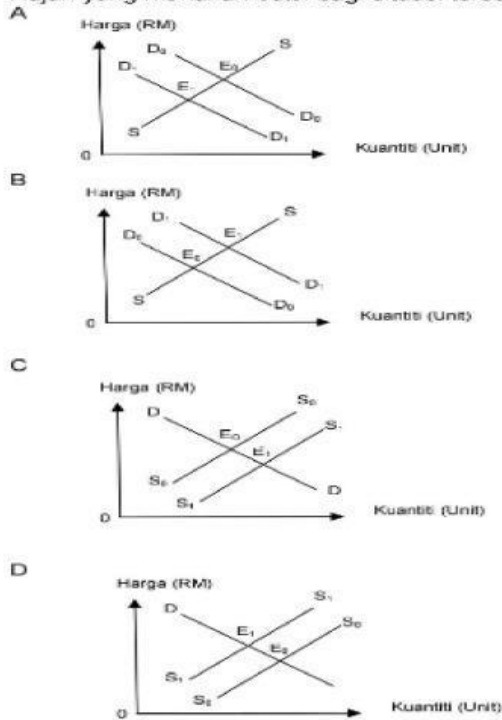 A
Harga (RM)
D₀
S
D₁
E₀
E₁
S
D₀
D₁
0
Kuantiti (Unit)
B
Harga (RM)
D₁
S
D₀
E₁
E₀
S
D₁
D₀
0
Kuantiti (Unit)
C
Harga (RM)
D
S₀
E₀
S₁
E₁
S₀
S₁
D
0
Kuantiti (Unit)
D
Harga (RM)
D
S₁
E₁
S₀
E₀
S₁
S₀
0
Kuantiti (Unit)